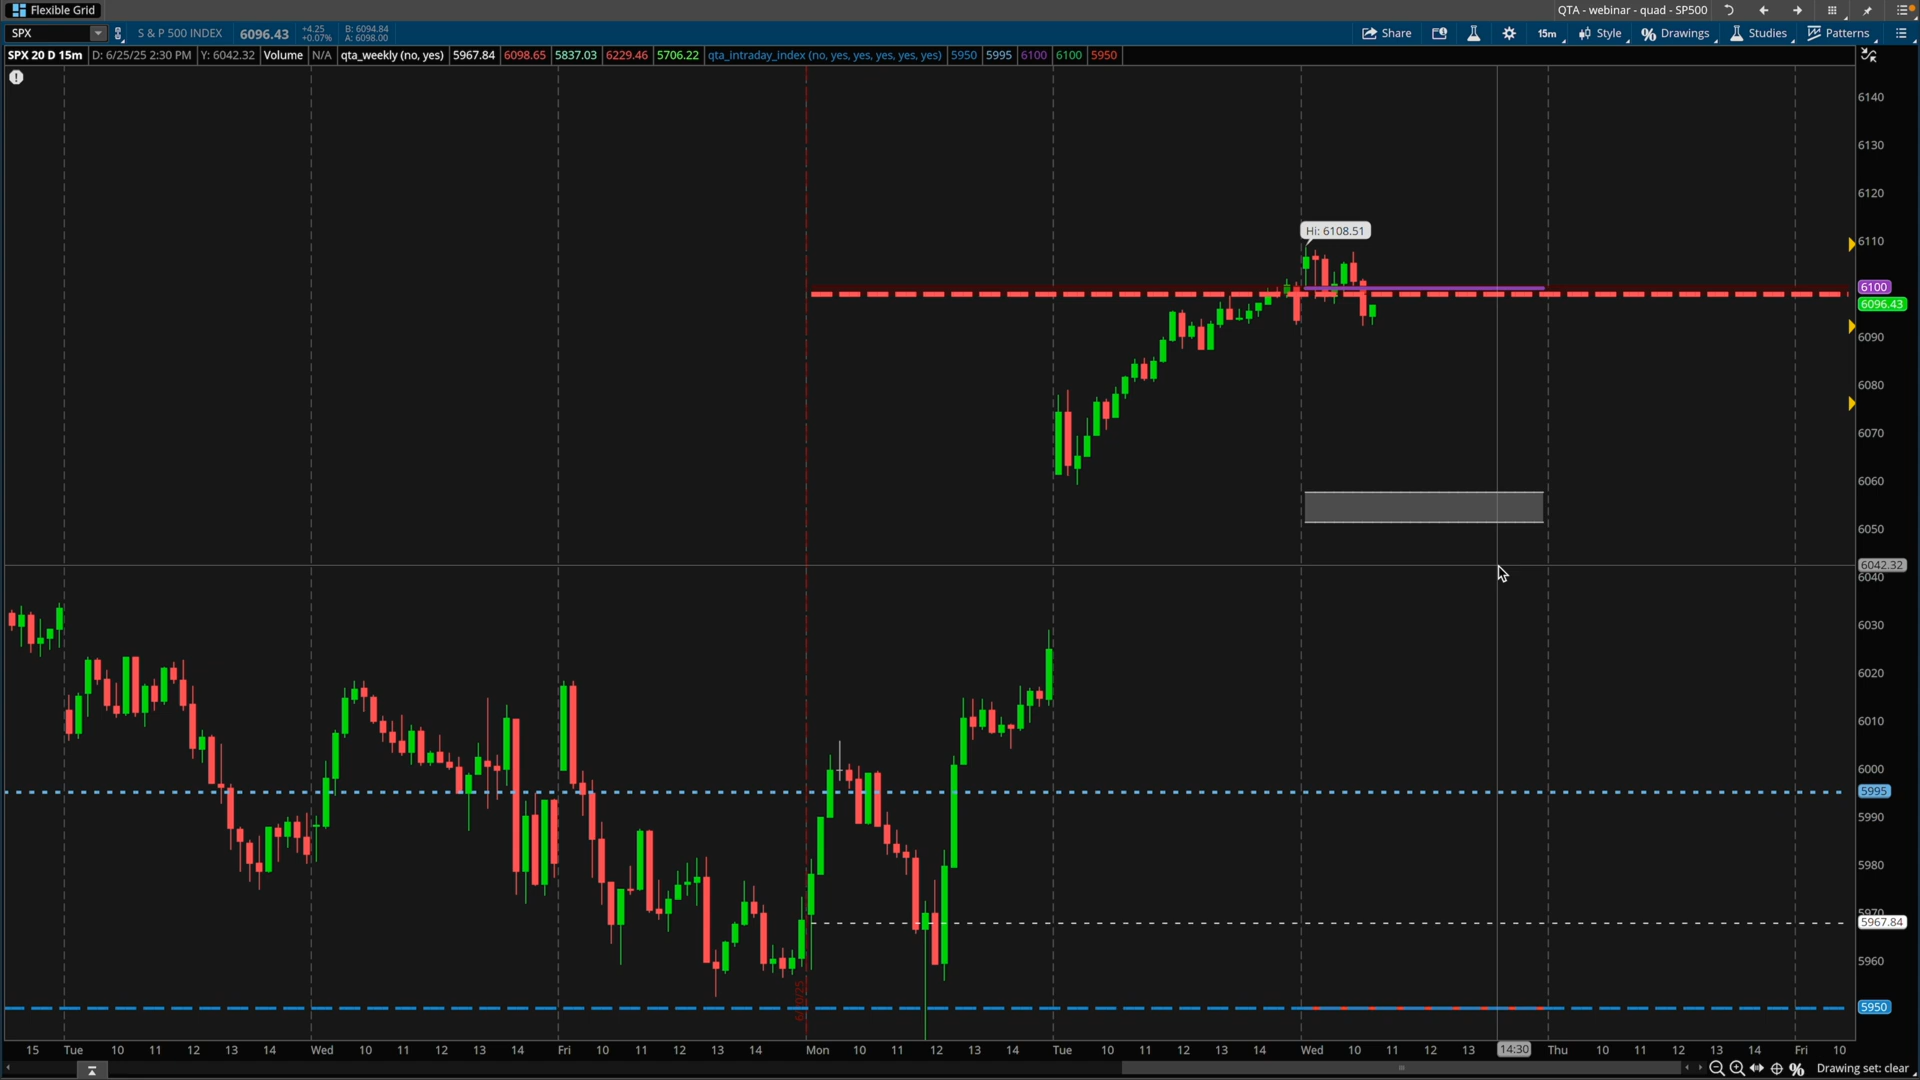 Flexible Grid
QTA - webinar - quad - SP500
SPX
S & P 500 INDEX
6096.43
+4.25
+0.07%
B: 6094.84
A: 6098.00
Share
15m
Style
Drawings
Studies
Patterns
SPX 20 D 15m
D: 6/25/25 2:30 PM
Y: 6042.32
Volume
N/A
qta_weekly (no, yes)
5967.84
6098.65
5837.03
6229.46
5706.22
qta_intraday_index (no, yes, yes, yes, yes, yes)
5950
5995
6100
6100
5950
6140
6130
6120
Hi: 6108.51
6110
6100
6096.43
6090
6080
6070
6060
6050
6042.32
6040
6030
6020
6010
6000
5995
5990
5980
5970
5967.84
5960
5950
15 Tue 10 11 12 13 14 Wed 10 11 12 13 14 Fri 10 11 12 13 14 Mon 10 11 12 13 14 Tue 10 11 12 13 14 Wed 10 11 12 13 14:30 Thu 10 11 12 13 14 Fri 10
Drawing set: clear